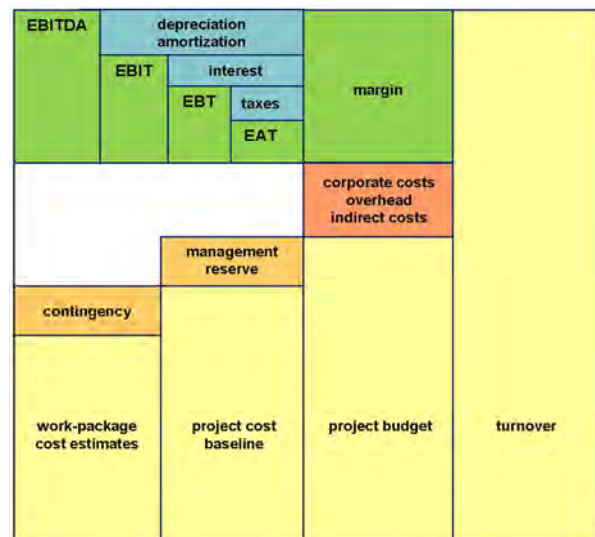 EBITDA
depreciation
amortization
EBIT
interest
margin
EBT
taxes
EAT
corporate costs
overhead
indirect costs
management
reserve
contingency
work-package
cost estimates
project cost
baseline
project budget
turnover